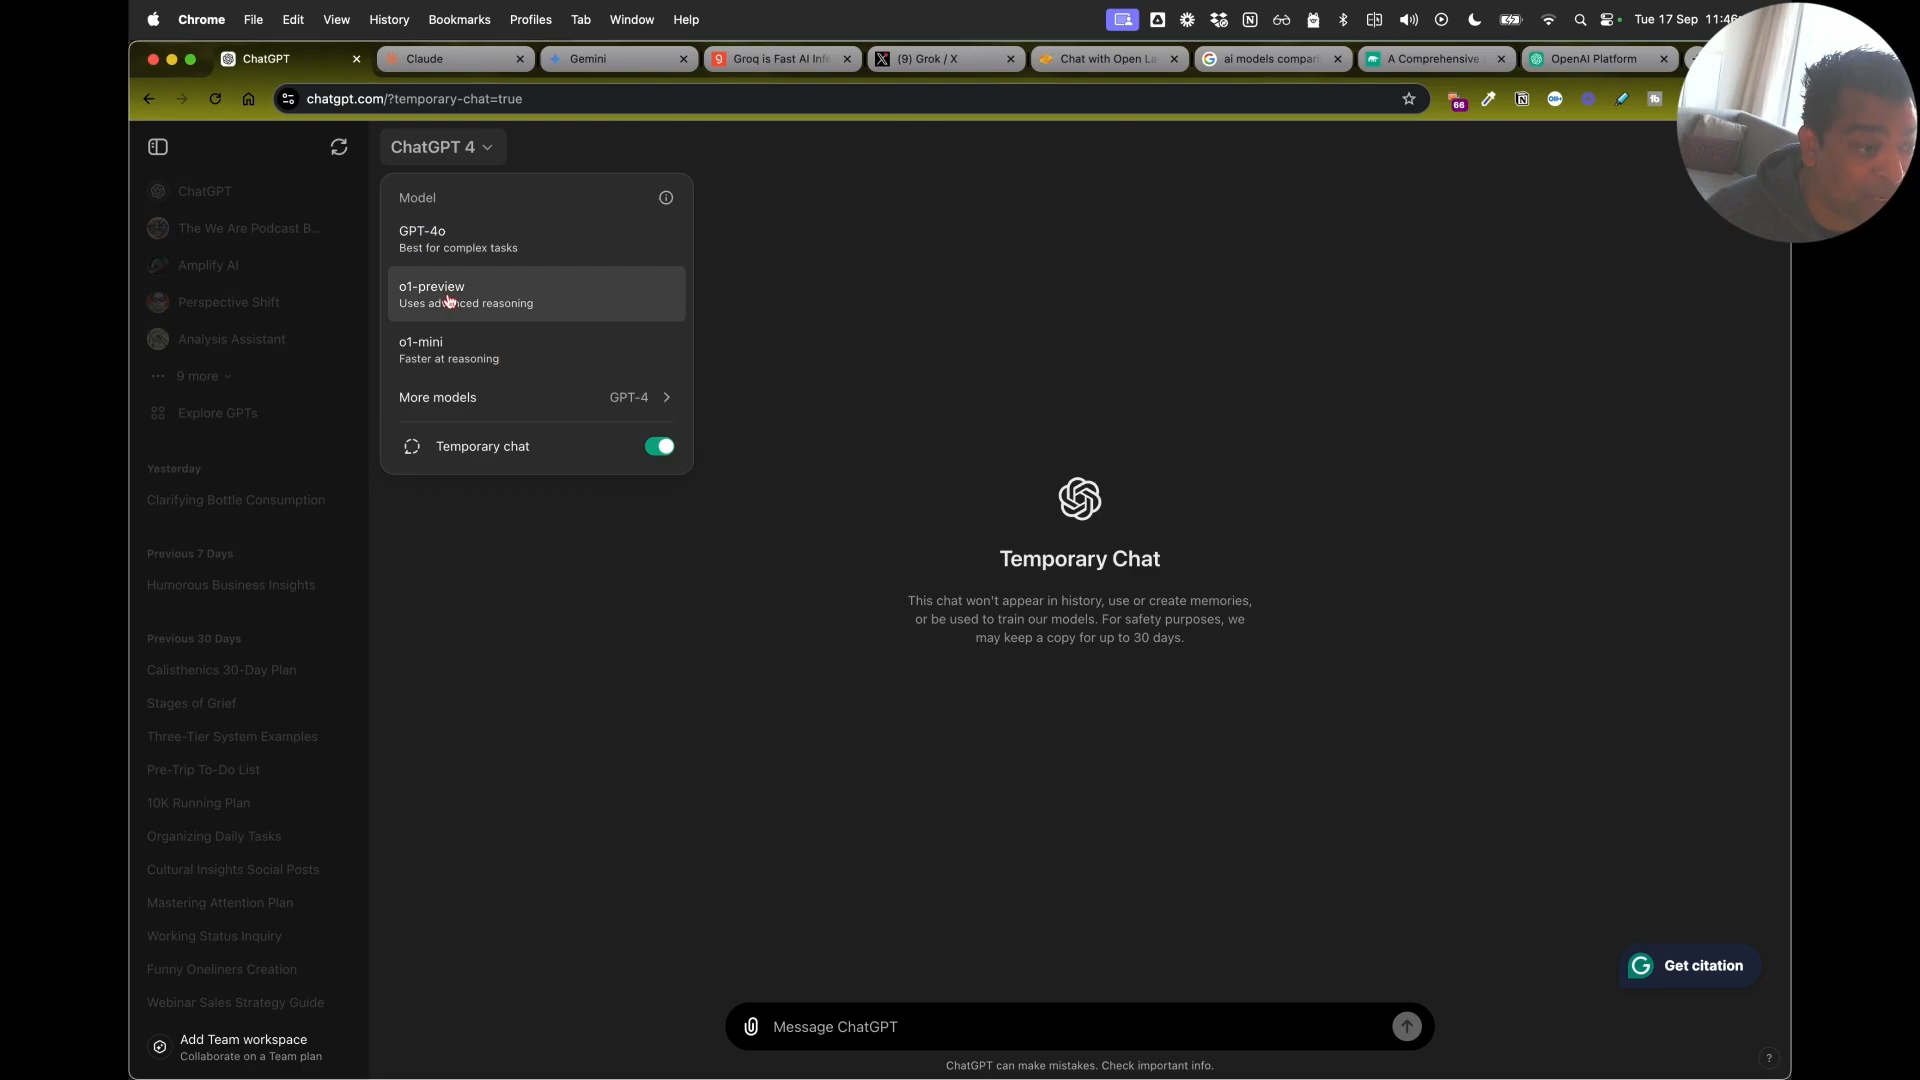 Chrome File Edit View History Bookmarks Profiles Tab Window Help Tue 17 Sep 11:46
ChatGPT Claude Gemini Groq is Fast AI Infe (9) Grok / X Chat with Open La ai models compari A Comprehensive OpenAI Platform
chatgpt.com/?temporary-chat=true
66
ChatGPT 4
ChatGPT
The We Are Podcast B...
Amplify AI
Perspective Shift
Analysis Assistant
9 more
Explore GPTs
Yesterday
Clarifying Bottle Consumption
Previous 7 Days
Humorous Business Insights
Previous 30 Days
Calisthenics 30-Day Plan
Stages of Grief
Three-Tier System Examples
Pre-Trip To-Do List
10K Running Plan
Organizing Daily Tasks
Cultural Insights Social Posts
Mastering Attention Plan
Working Status Inquiry
Funny Oneliners Creation
Webinar Sales Strategy Guide
Add Team workspace
Collaborate on a Team plan
Model
GPT-4o
Best for complex tasks
o1-preview
Uses advanced reasoning
o1-mini
Faster at reasoning
More models GPT-4
Temporary chat
Temporary Chat
This chat won't appear in history, use or create memories,
or be used to train our models. For safety purposes, we
may keep a copy for up to 30 days.
Get citation
Message ChatGPT
ChatGPT can make mistakes. Check important info.
?